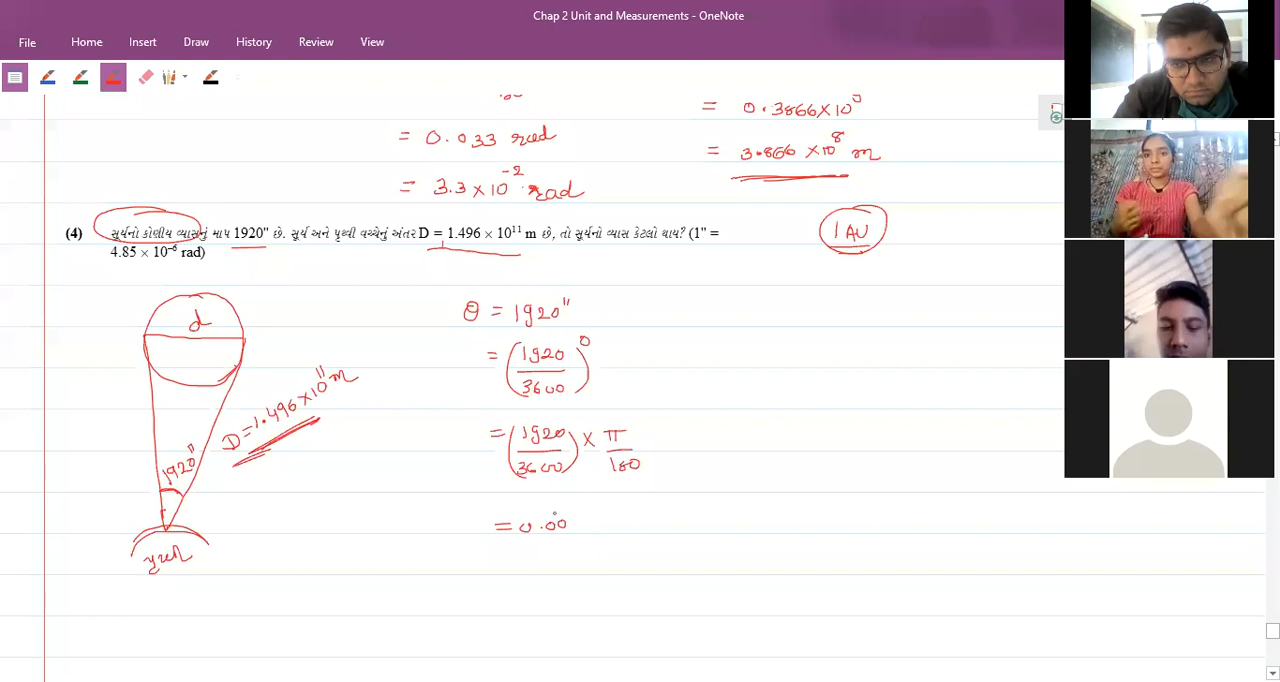 Chap 2 Unit and Measurements - OneNote
File Home Insert Draw History Review View
= 0.033 rad
= 3.3 × 10⁻² rad
= 0.3866 × 10⁹
= 3.866 × 10⁸ m
(4) સૂર્યનો કોણીય વ્યાસનું માપ 1920" છે. સૂર્ય અને પૃથ્વી વચ્ચેનું અંતર D = 1.496 × 10¹¹ m છે, તો સૂર્યનો વ્યાસ કેટલો થાય? (1" =
4.85 × 10⁻⁶ rad)
1 AU
d
D = 1.496 × 10¹¹ m
1920"
પૃથ્વી
θ = 1920"
= (1920/3600)⁰
= (1920/3600) × π/180
= 0.00